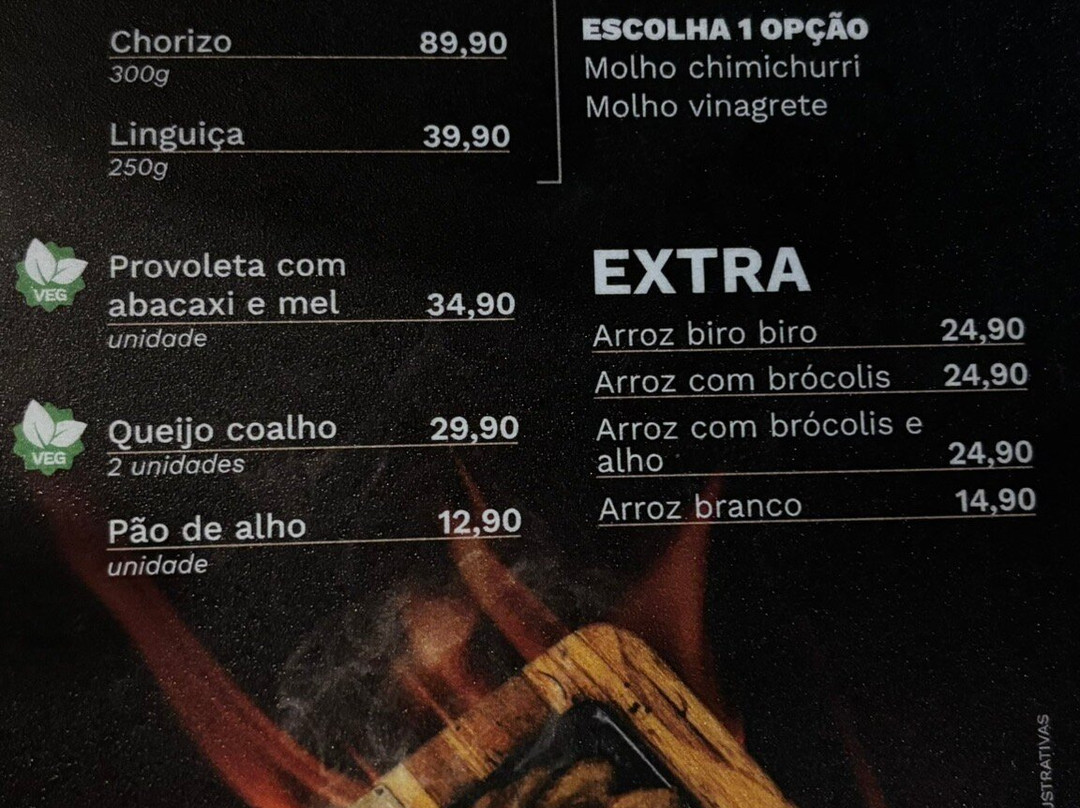 Chorizo 89,90
300g
Linguiça 39,90
250g
VEG
Provoleta com
abacaxi e mel 34,90
unidade
VEG
Queijo coalho 29,90
2 unidades
Pão de alho 12,90
unidade
ESCOLHA 1 OPÇÃO
Molho chimichurri
Molho vinagrete
EXTRA
Arroz biro biro 24,90
Arroz com brócolis 24,90
Arroz com brócolis e
alho 24,90
Arroz branco 14,90